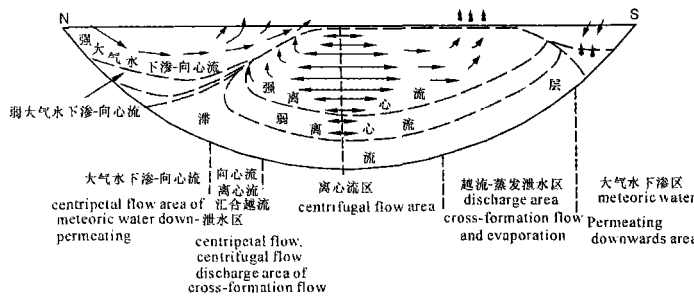 N
S
强大气水下渗-向心流
弱大气水下渗-向心流
强离心流
弱离心流
滞流层
大气水下渗-向心流
centripetal flow area of
meteoric water down-
permeating
向心流
离心流
汇合越流
泄水区
centripetal flow,
centrifugal flow
discharge area of
cross-formation flow
离心流区
centrifugal flow area
越流-蒸发泄水区
discharge area
cross-formation flow
and evaporation
大气水下渗区
meteoric water
Permeating
downwards area